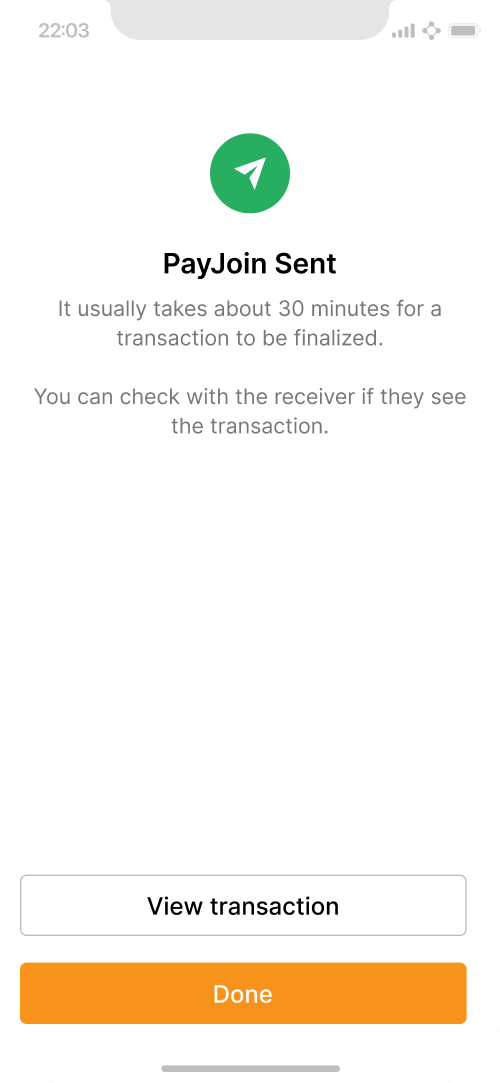 22:03
PayJoin Sent
It usually takes about 30 minutes for a
transaction to be finalized.
You can check with the receiver if they see
the transaction.
View transaction
Done